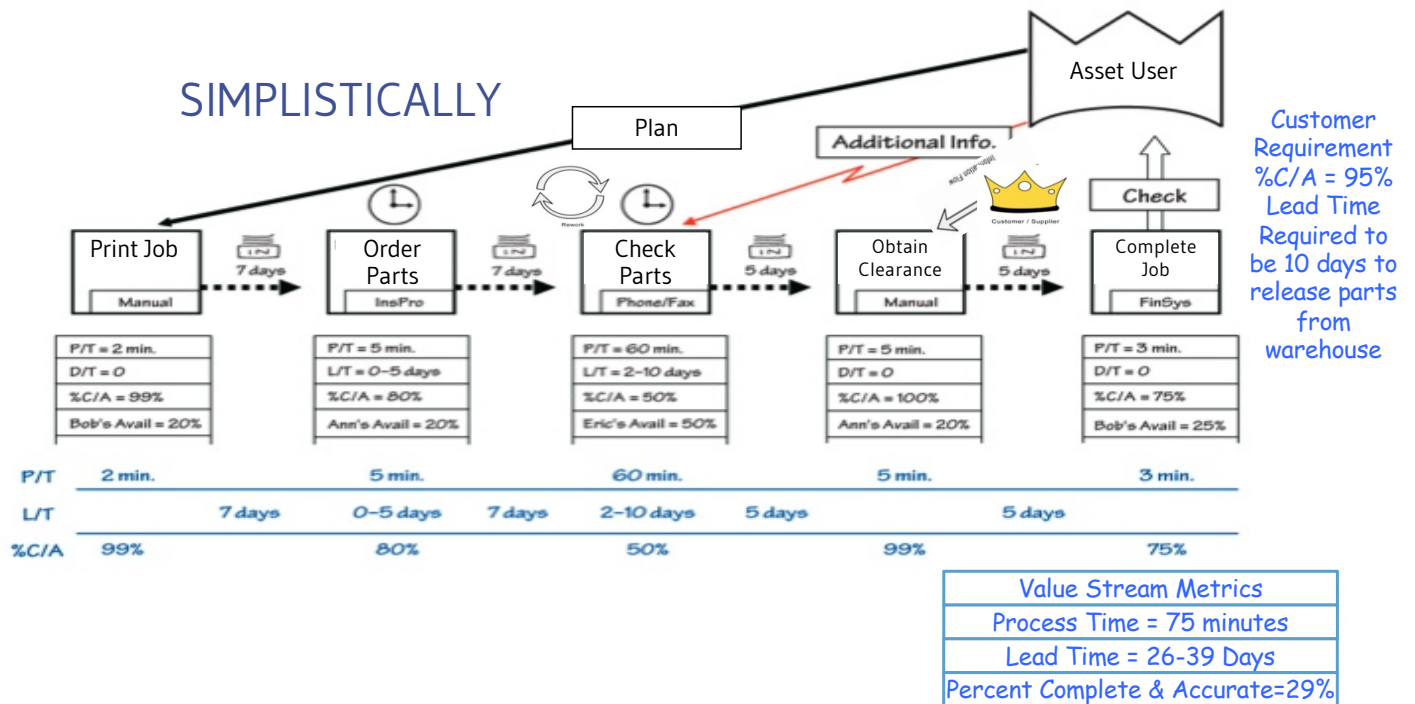 SIMPLISTICALLY
Asset User
Plan
Additional Info.
Information Flow
Customer / Supplier
Rework
Check
Customer
Requirement
%C/A = 95%
Lead Time
Required to
be 10 days to
release parts
from
warehouse
Print Job
Manual
IN
7 days
Order
Parts
InsPro
IN
7 days
Check
Parts
Phone/Fax
IN
5 days
Obtain
Clearance
Manual
IN
5 days
Complete
Job
FinSys
P/T = 2 min.
D/T = 0
%C/A = 99%
Bob's Avail = 20%
P/T = 5 min.
L/T = 0-5 days
%C/A = 80%
Ann's Avail = 20%
P/T = 60 min.
L/T = 2-10 days
%C/A = 50%
Eric's Avail = 50%
P/T = 5 min.
D/T = 0
%C/A = 100%
Ann's Avail = 20%
P/T = 3 min.
D/T = 0
%C/A = 75%
Bob's Avail = 25%
P/T 2 min. 5 min. 60 min. 5 min. 3 min.
L/T 7 days 0-5 days 7 days 2-10 days 5 days 5 days
%C/A 99% 80% 50% 99% 75%
Value Stream Metrics
Process Time = 75 minutes
Lead Time = 26-39 Days
Percent Complete & Accurate=29%